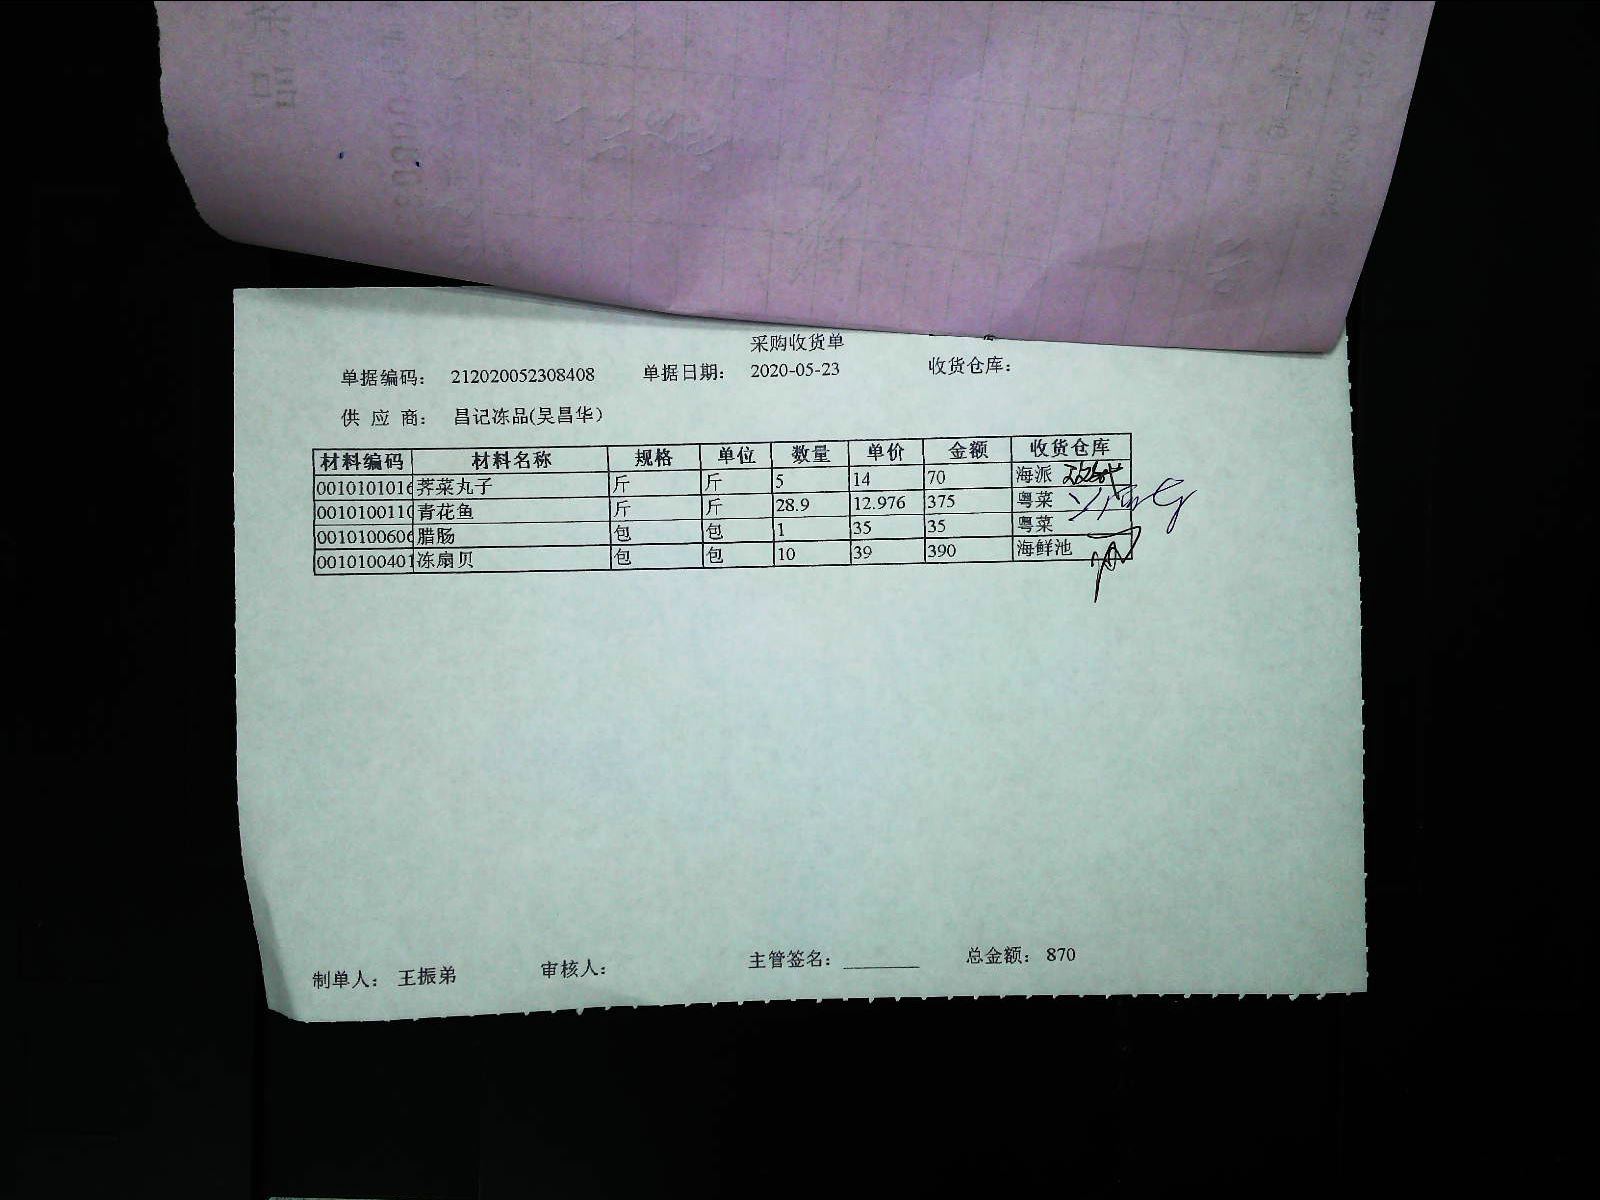 采购收货单
单据编码: 212020052308408 单据日期: 2020-05-23 收货仓库:
供 应 商: 昌记冻品(吴昌华)
材料编码 材料名称 规格 单位 数量 单价 金额 收货仓库
001010101 荠菜丸子 斤 斤 5 14 70 海派
001010011 青花鱼 斤 斤 28.9 12.976 375 粤菜
001010060 腊肠 包 包 1 35 35 粤菜
001010040 冻扇贝 包 包 10 39 390 海鲜池
制单人: 王振弟 审核人: 主管签名: 总金额: 870